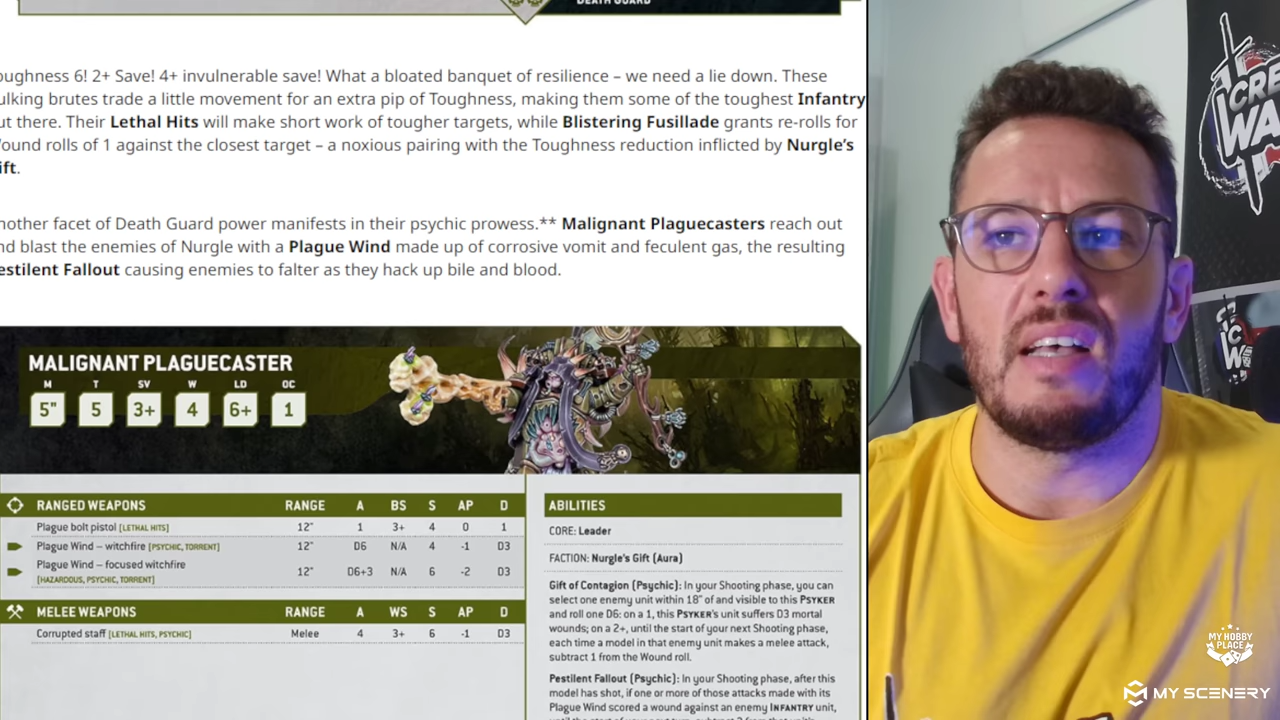 DEATH GUARD
oughness 6! 2+ Save! 4+ invulnerable save! What a bloated banquet of resilience – we need a lie down. These
ulking brutes trade a little movement for an extra pip of Toughness, making them some of the toughest Infantry
ut there. Their Lethal Hits will make short work of tougher targets, while Blistering Fusillade grants re-rolls for
Wound rolls of 1 against the closest target – a noxious pairing with the Toughness reduction inflicted by Nurgle's
ift.
nother facet of Death Guard power manifests in their psychic prowess.** Malignant Plaguecasters reach out
nd blast the enemies of Nurgle with a Plague Wind made up of corrosive vomit and feculent gas, the resulting
estilent Fallout causing enemies to falter as they hack up bile and blood.
MALIGNANT PLAGUECASTER
M T SV W LD OC
5" 5 3+ 4 6+ 1
RANGED WEAPONS RANGE A BS S AP D
Plague bolt pistol [LETHAL HITS] 12" 1 3+ 4 0 1
Plague Wind – witchfire [PSYCHIC, TORRENT] 12" D6 N/A 4 -1 D3
Plague Wind – focused witchfire
[HAZARDOUS, PSYCHIC, TORRENT] 12" D6+3 N/A 6 -2 D3
MELEE WEAPONS RANGE A WS S AP D
Corrupted staff [LETHAL HITS, PSYCHIC] Melee 4 3+ 6 -1 D3
ABILITIES
CORE: Leader
FACTION: Nurgle's Gift (Aura)
Gift of Contagion (Psychic): In your Shooting phase, you can
select one enemy unit within 18" of and visible to this PSYKER
and roll one D6: on a 1, this PSYKER's unit suffers D3 mortal
wounds; on a 2+, until the start of your next Shooting phase,
each time a model in that enemy unit makes a melee attack,
subtract 1 from the Wound roll.
Pestilent Fallout (Psychic): In your Shooting phase, after this
model has shot, if one or more of those attacks made with its
Plague Wind scored a wound against an enemy INFANTRY unit,
CRE
WA
MY HOBBY
PLACE
MY SCENERY